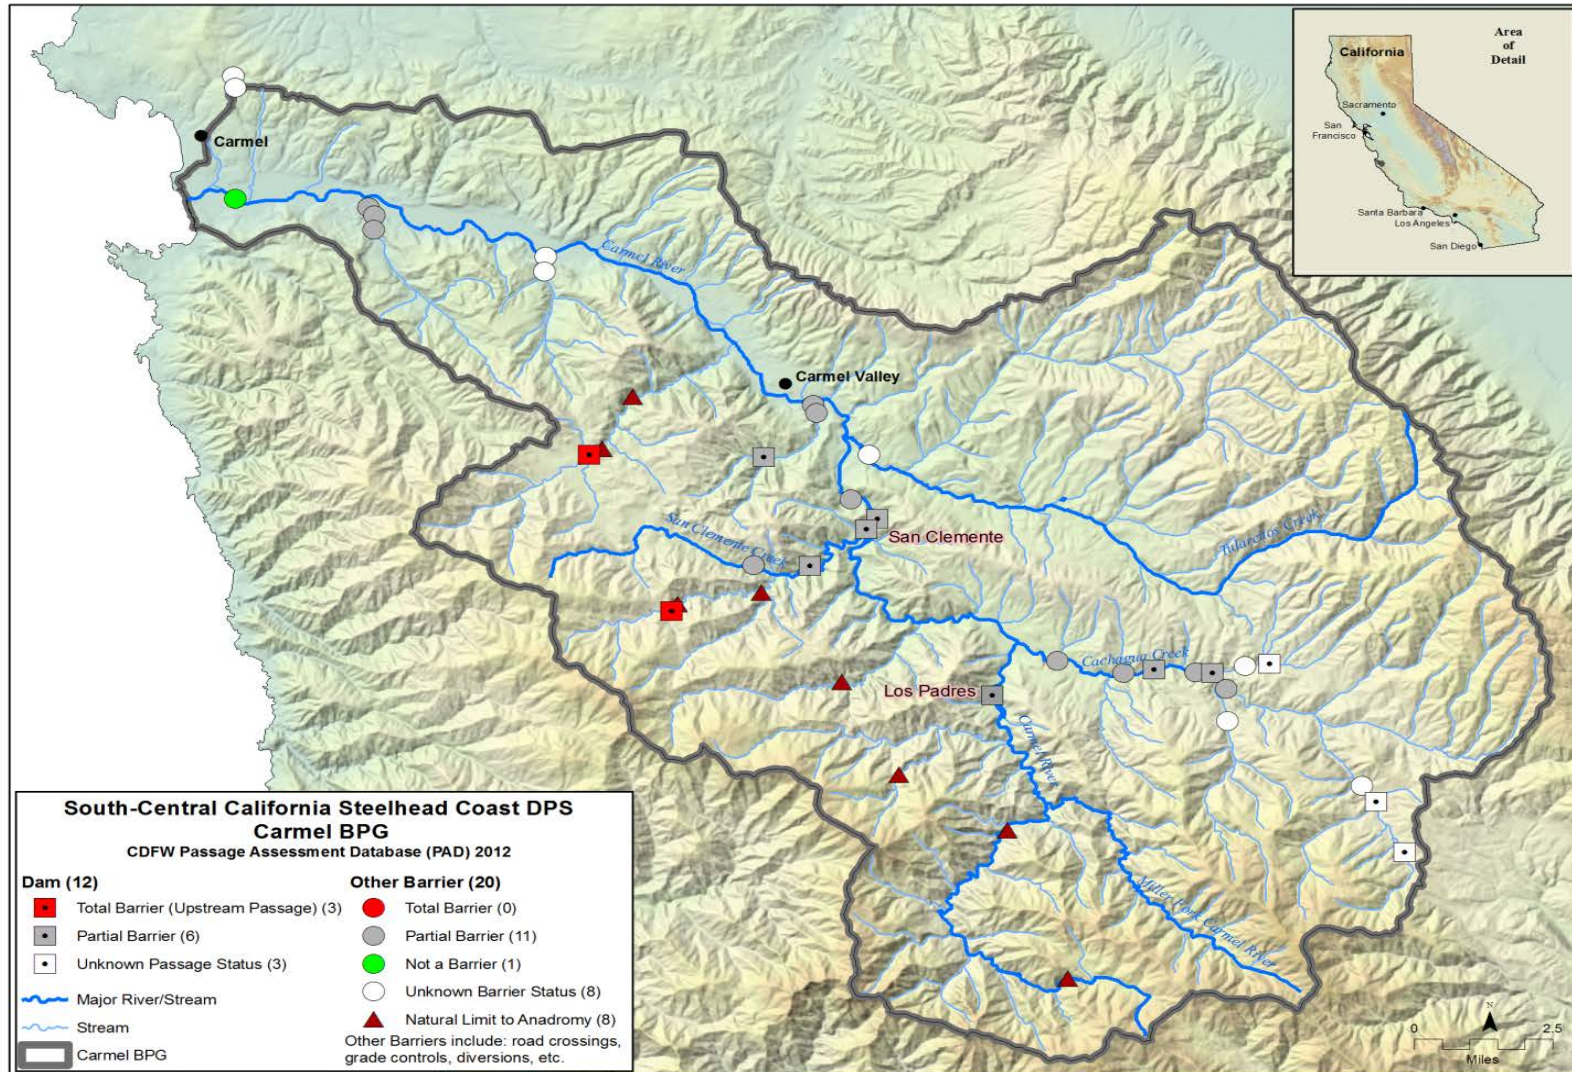 Area
of
Detail
California
Sacramento
San
Francisco
Santa Barbara
Los Angeles
San Diego
Carmel
Carmel River
Carmel Valley
San Clemente
San Clemente Creek
Tularcitos Creek
Cachagua Creek
Los Padres
Carmel River
Miller Fork Carmel River
South-Central California Steelhead Coast DPS
Carmel BPG
CDFW Passage Assessment Database (PAD) 2012
Dam (12)
Total Barrier (Upstream Passage) (3)
Partial Barrier (6)
Unknown Passage Status (3)
Major River/Stream
Stream
Carmel BPG
Other Barrier (20)
Total Barrier (0)
Partial Barrier (11)
Not a Barrier (1)
Unknown Barrier Status (8)
Natural Limit to Anadromy (8)
Other Barriers include: road crossings,
grade controls, diversions, etc.
N
0 2.5
Miles